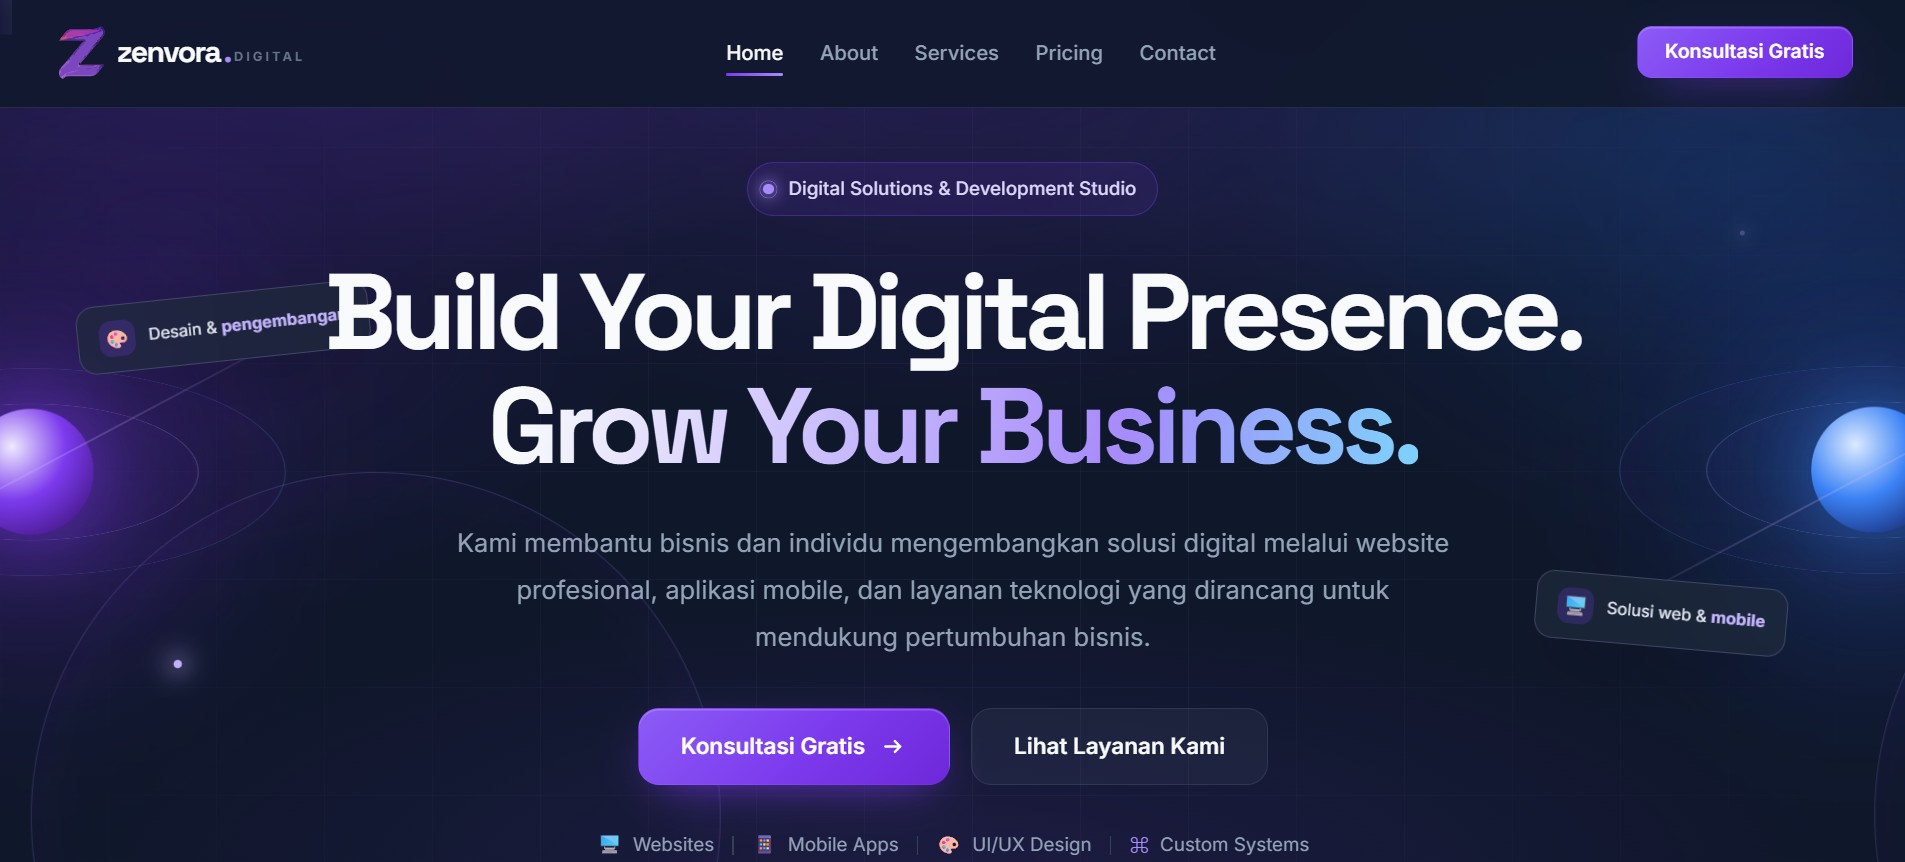 zenvora.DIGITAL
Home
About
Services
Pricing
Contact
Konsultasi Gratis
Digital Solutions & Development Studio
Desain &
Build Your Digital Presence.
Grow Your Business.
Kami membantu bisnis dan individu mengembangkan solusi digital melalui website
profesional, aplikasi mobile, dan layanan teknologi yang dirancang untuk
mendukung pertumbuhan bisnis.
Solusi web & mobile
Konsultasi Gratis →
Lihat Layanan Kami
Websites
Mobile Apps
UI/UX Design
Custom Systems